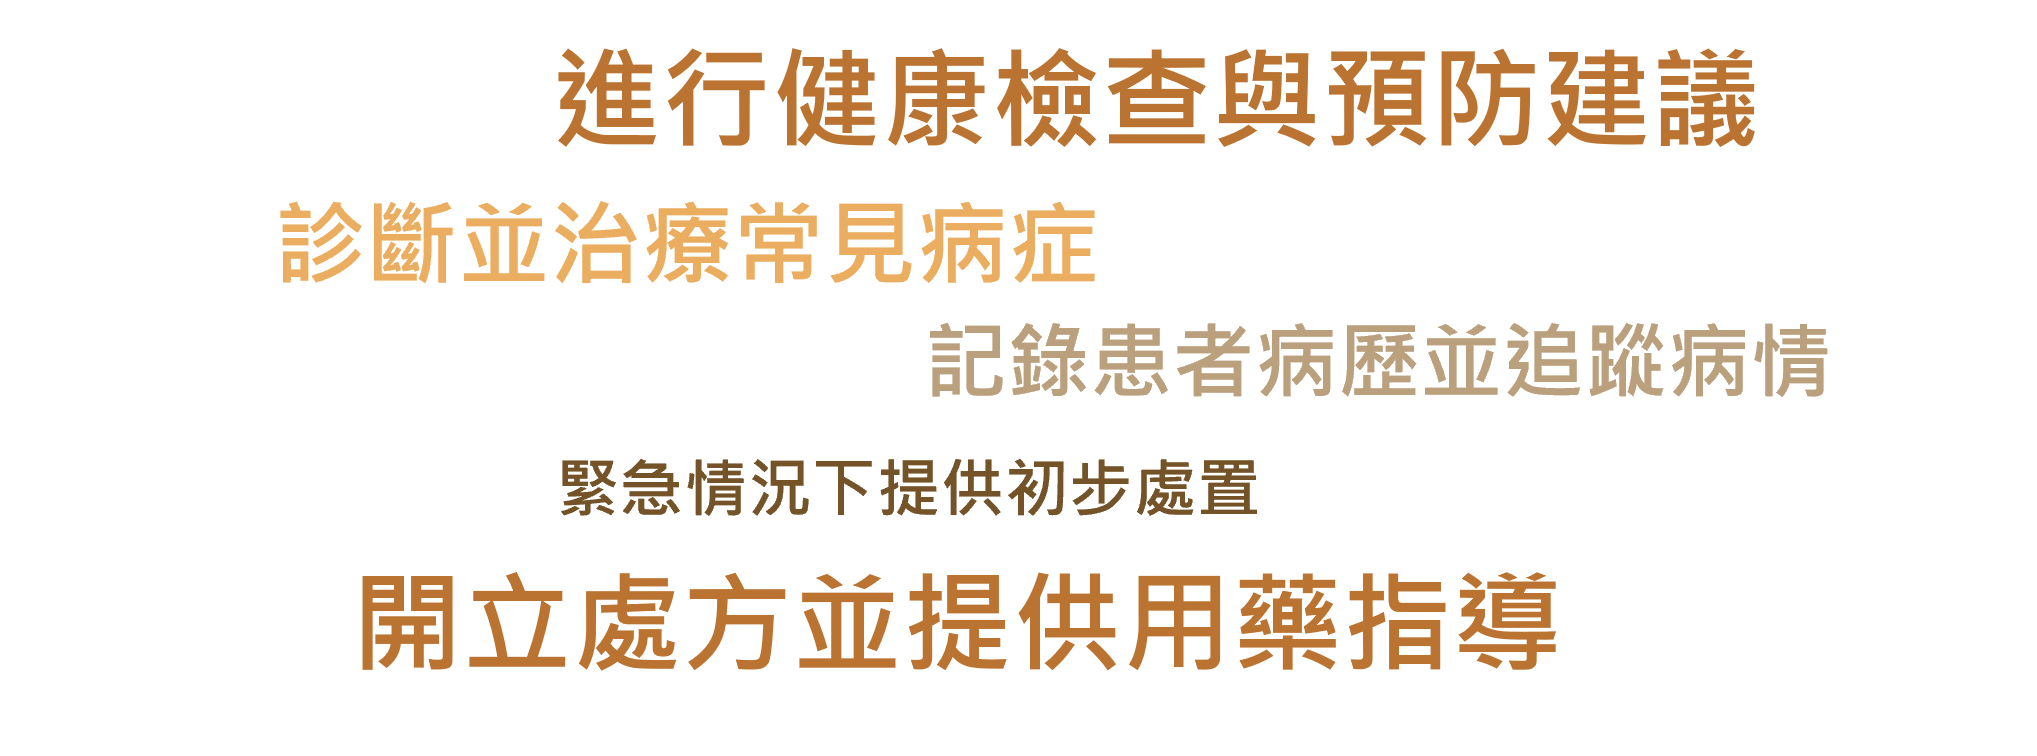 進行健康檢查與預防建議
診斷並治療常見病症
記錄患者病歷並追蹤病情
緊急情況下提供初步處置
開立處方並提供用藥指導